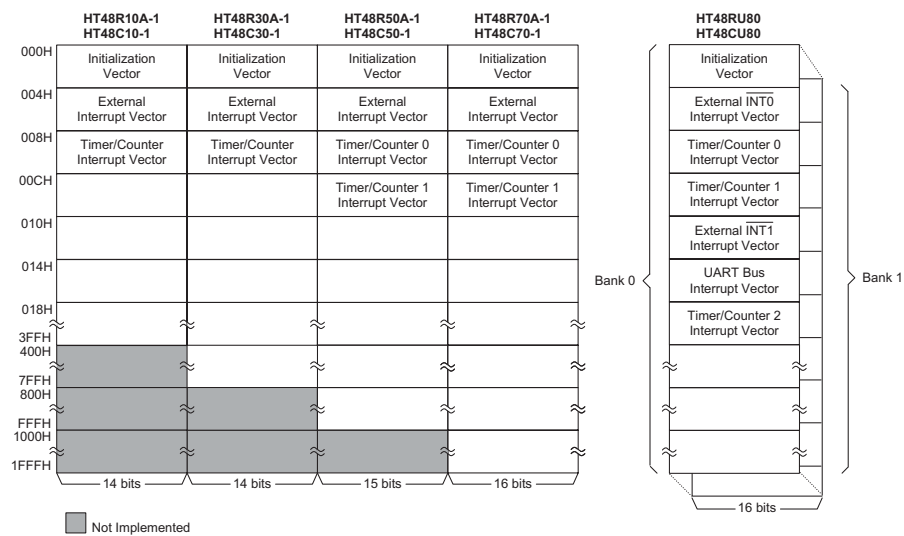 HT48R10A-1
HT48C10-1
HT48R30A-1
HT48C30-1
HT48R50A-1
HT48C50-1
HT48R70A-1
HT48C70-1
HT48RU80
HT48CU80
000H
Initialization
Vector
Initialization
Vector
Initialization
Vector
Initialization
Vector
Initialization
Vector
004H
External
Interrupt Vector
External
Interrupt Vector
External
Interrupt Vector
External
Interrupt Vector
External INT0
Interrupt Vector
008H
Timer/Counter
Interrupt Vector
Timer/Counter
Interrupt Vector
Timer/Counter 0
Interrupt Vector
Timer/Counter 0
Interrupt Vector
Timer/Counter 0
Interrupt Vector
00CH
Timer/Counter 1
Interrupt Vector
Timer/Counter 1
Interrupt Vector
Timer/Counter 1
Interrupt Vector
010H
External INT1
Interrupt Vector
014H
UART Bus
Interrupt Vector
Bank 0
Bank 1
018H
Timer/Counter 2
Interrupt Vector
3FFH
400H
7FFH
800H
FFFH
1000H
1FFFH
14 bits
14 bits
15 bits
16 bits
16 bits
Not Implemented